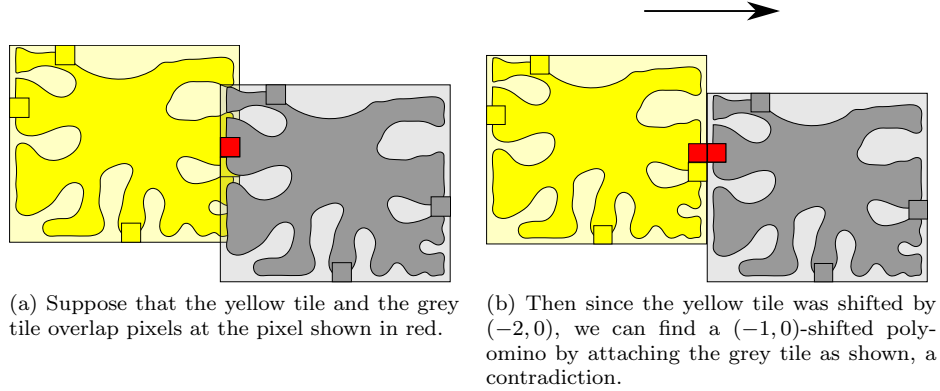 (a) Suppose that the yellow tile and the grey
tile overlap pixels at the pixel shown in red.
(b) Then since the yellow tile was shifted by
(−2, 0), we can find a (−1, 0)-shifted poly-
omino by attaching the grey tile as shown, a
contradiction.